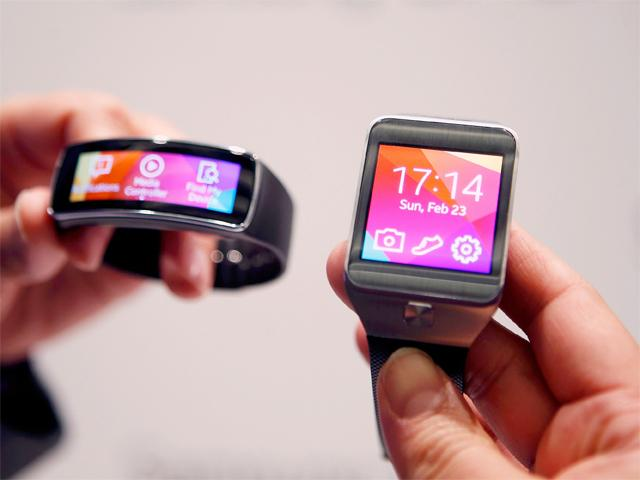 Media
Controller
Find My
Device
17:14
Sun, Feb 23